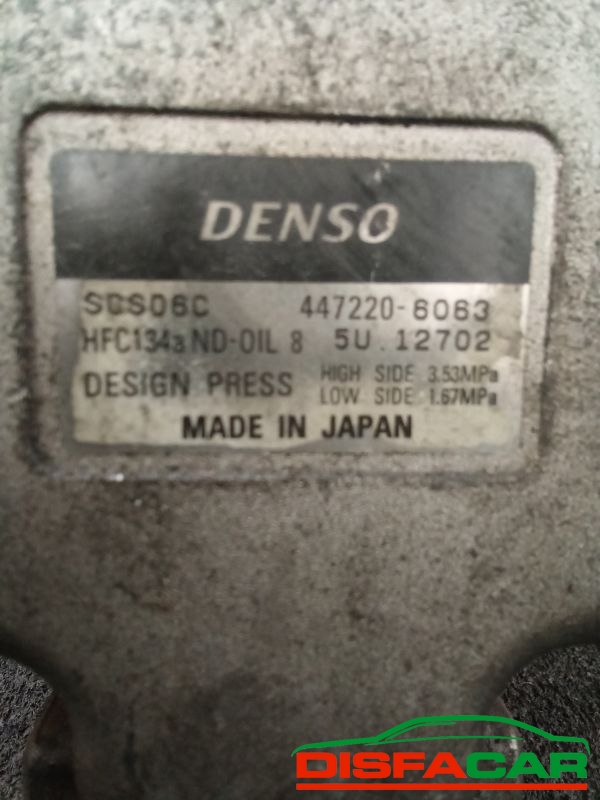 DENSO
SCS06C 447220-6063
HFC134a ND-OIL 8 5U 12702
DESIGN PRESS HIGH SIDE 3.53MPa
LOW SIDE 1.67MPa
MADE IN JAPAN
DISFACAR